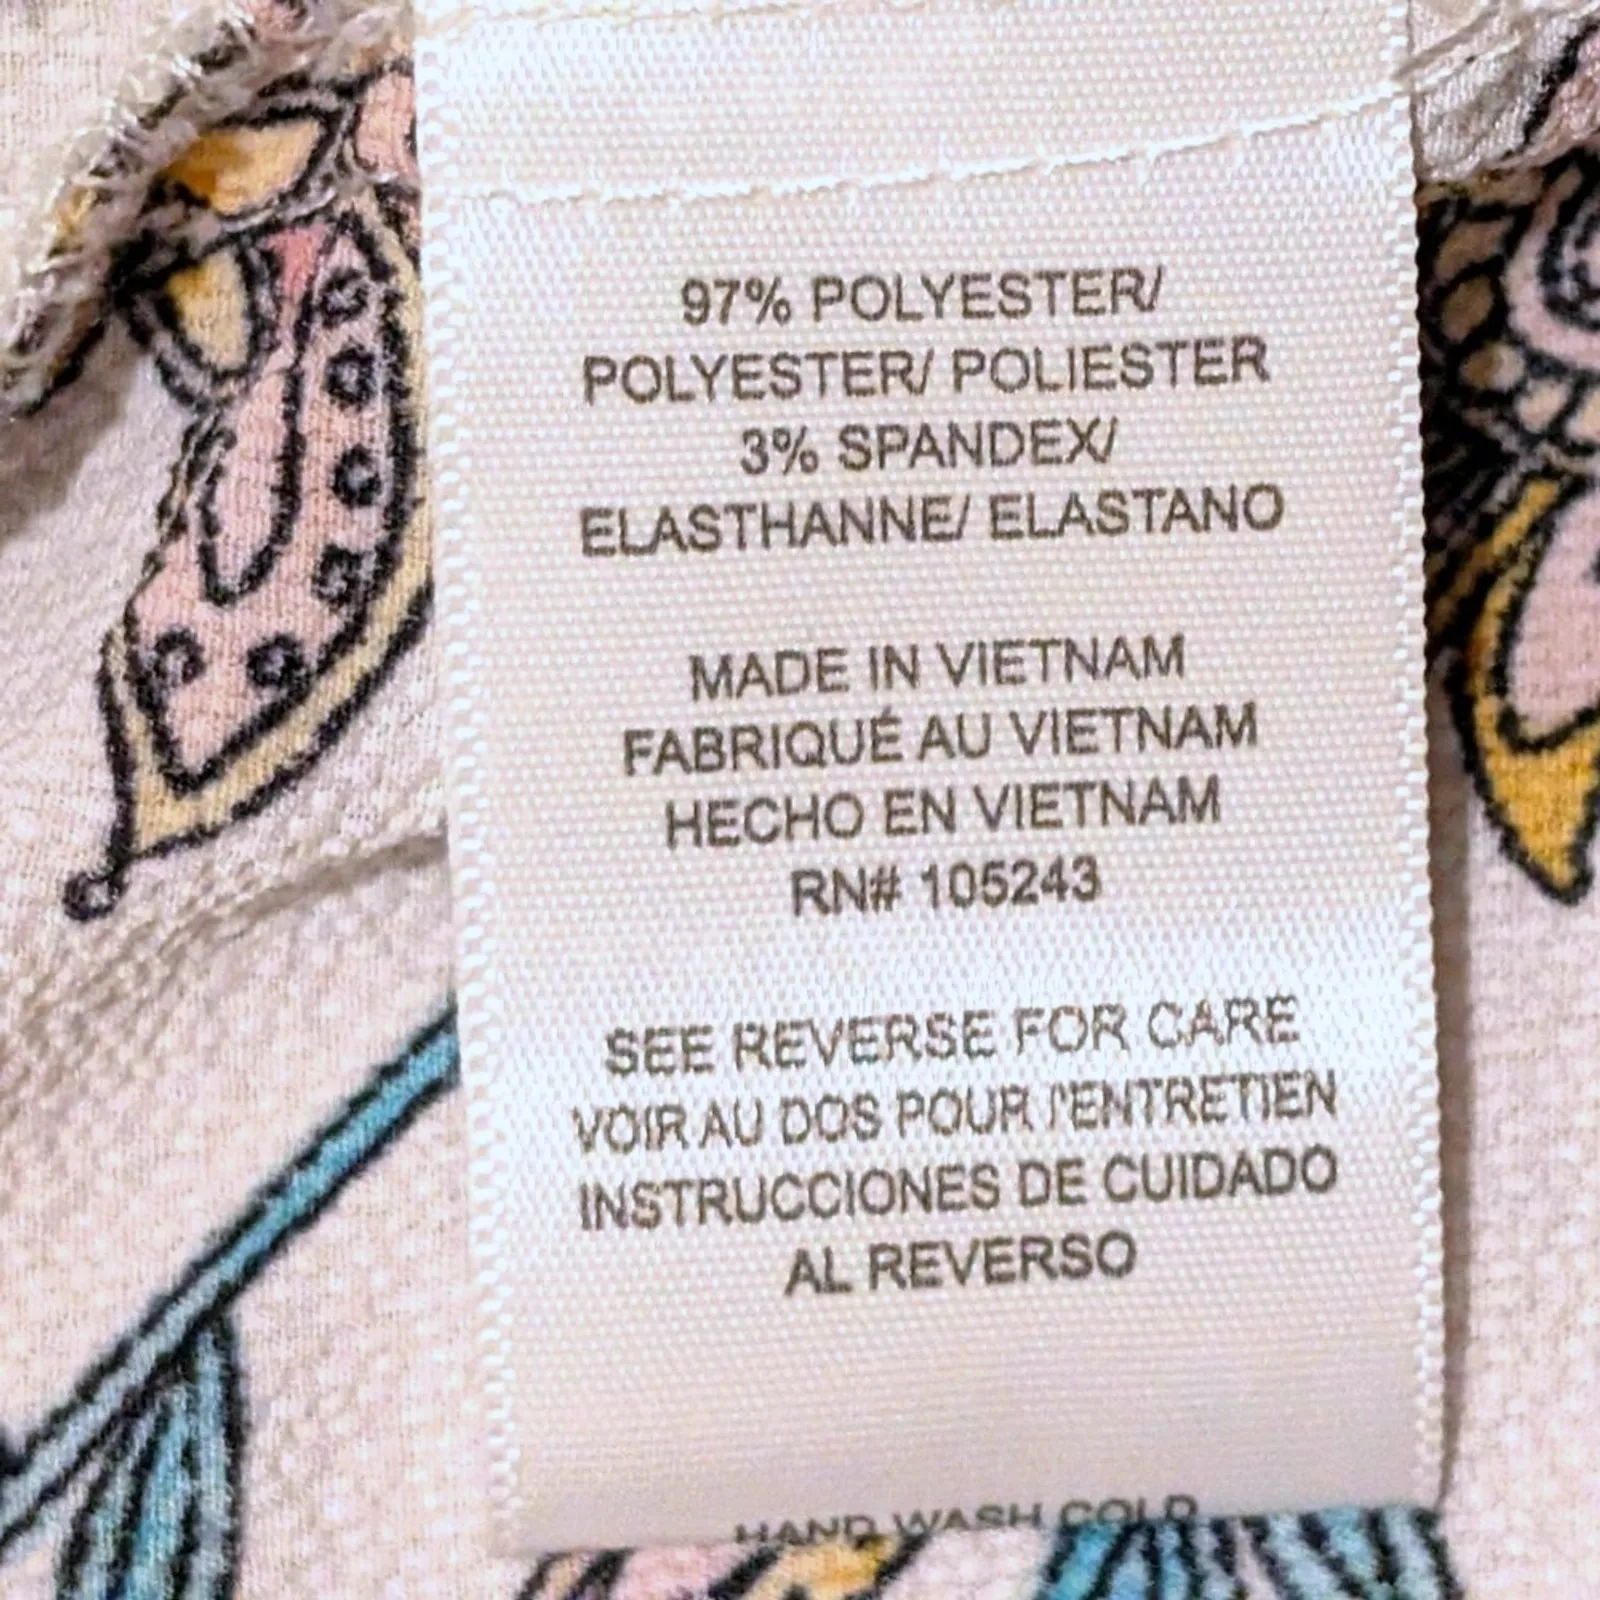 97% POLYESTER/
POLYESTER/ POLIESTER
3% SPANDEX/
ELASTHANNE/ ELASTANO
MADE IN VIETNAM
FABRIQUÉ AU VIETNAM
HECHO EN VIETNAM
RN# 105243
SEE REVERSE FOR CARE
VOIR AU DOS POUR l'ENTRETIEN
INSTRUCCIONES DE CUIDADO
AL REVERSO
HAND WASH COLD